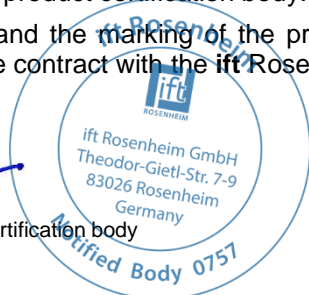 product certification body.
and the marking of the pr
e contract with the ift Rose
ift Rosenheim
ift
ROSENHEIM
ift Rosenheim GmbH
Theodor-Gietl-Str. 7-9
83026 Rosenheim
Germany
rtification body
Notified Body 0757